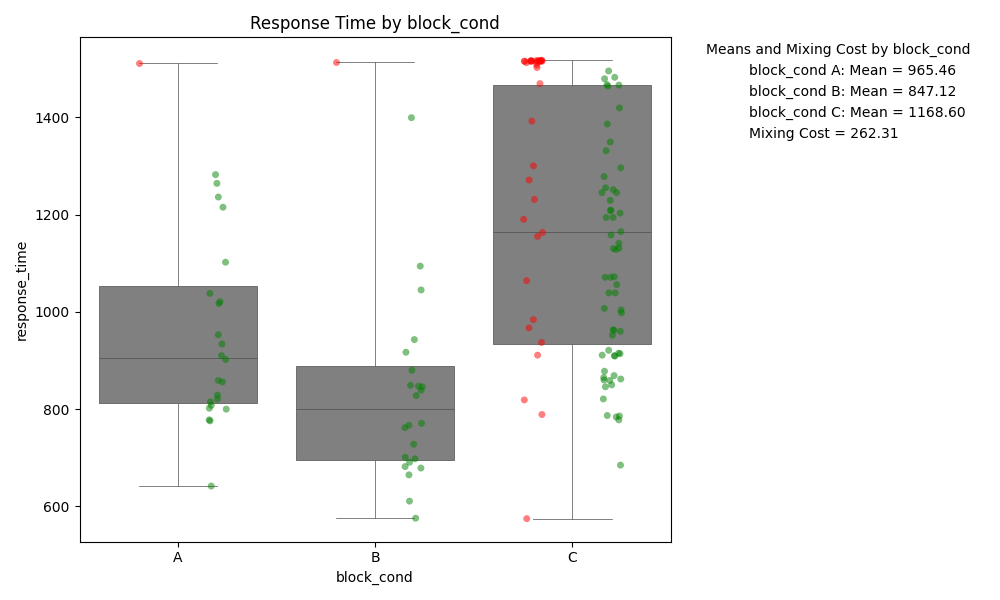 Response Time by block_cond
Means and Mixing Cost by block_cond
block_cond A: Mean = 965.46
block_cond B: Mean = 847.12
block_cond C: Mean = 1168.60
Mixing Cost = 262.31
response_time
1400
1200
1000
800
600
A
B
C
block_cond